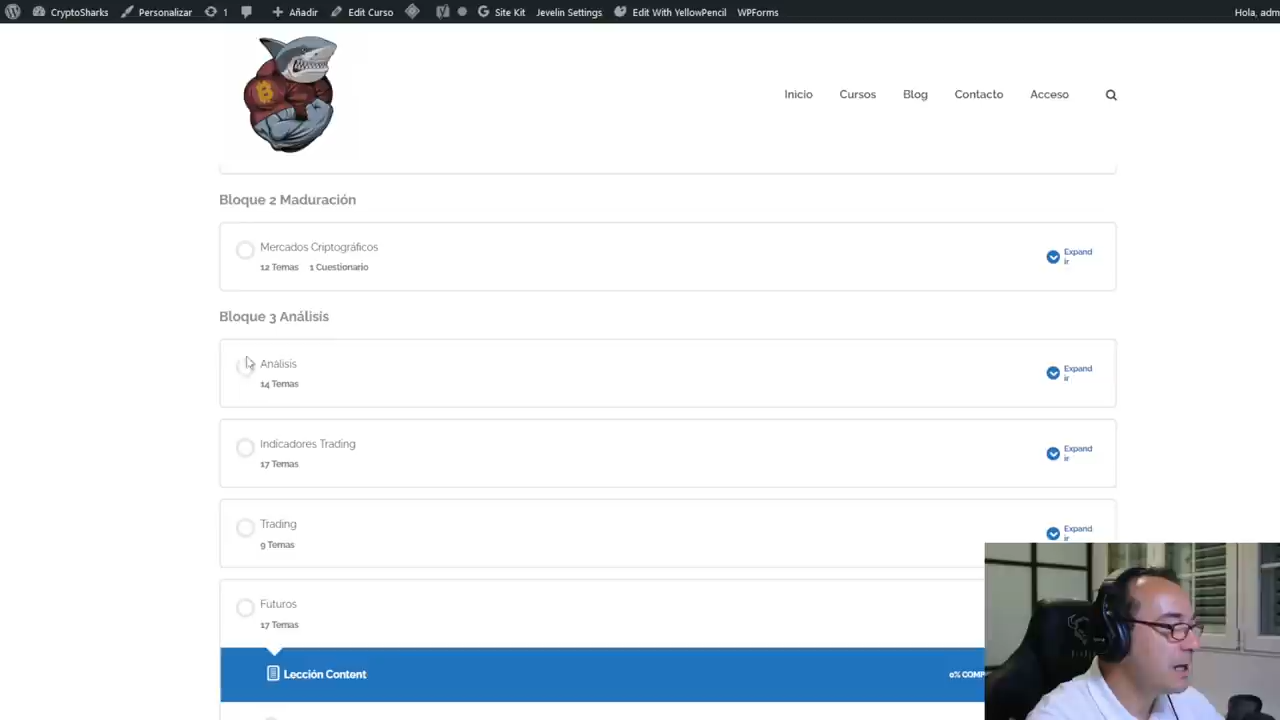 CryptoSharks Personalizar 1 Añadir Edit Curso Site Kit Javelin Settings Edit With YellowPencil WPForms Hola, adm
Inicio Cursos Blog Contacto Acceso
Bloque 2 Maduración
Mercados Criptográficos
12 Temas 1 Cuestionario
Expand
ir
Bloque 3 Análisis
Análisis
14 Temas
Expand
ir
Indicadores Trading
17 Temas
Expand
ir
Trading
9 Temas
Expand
ir
Futuros
17 Temas
Lección Content
0% COMP